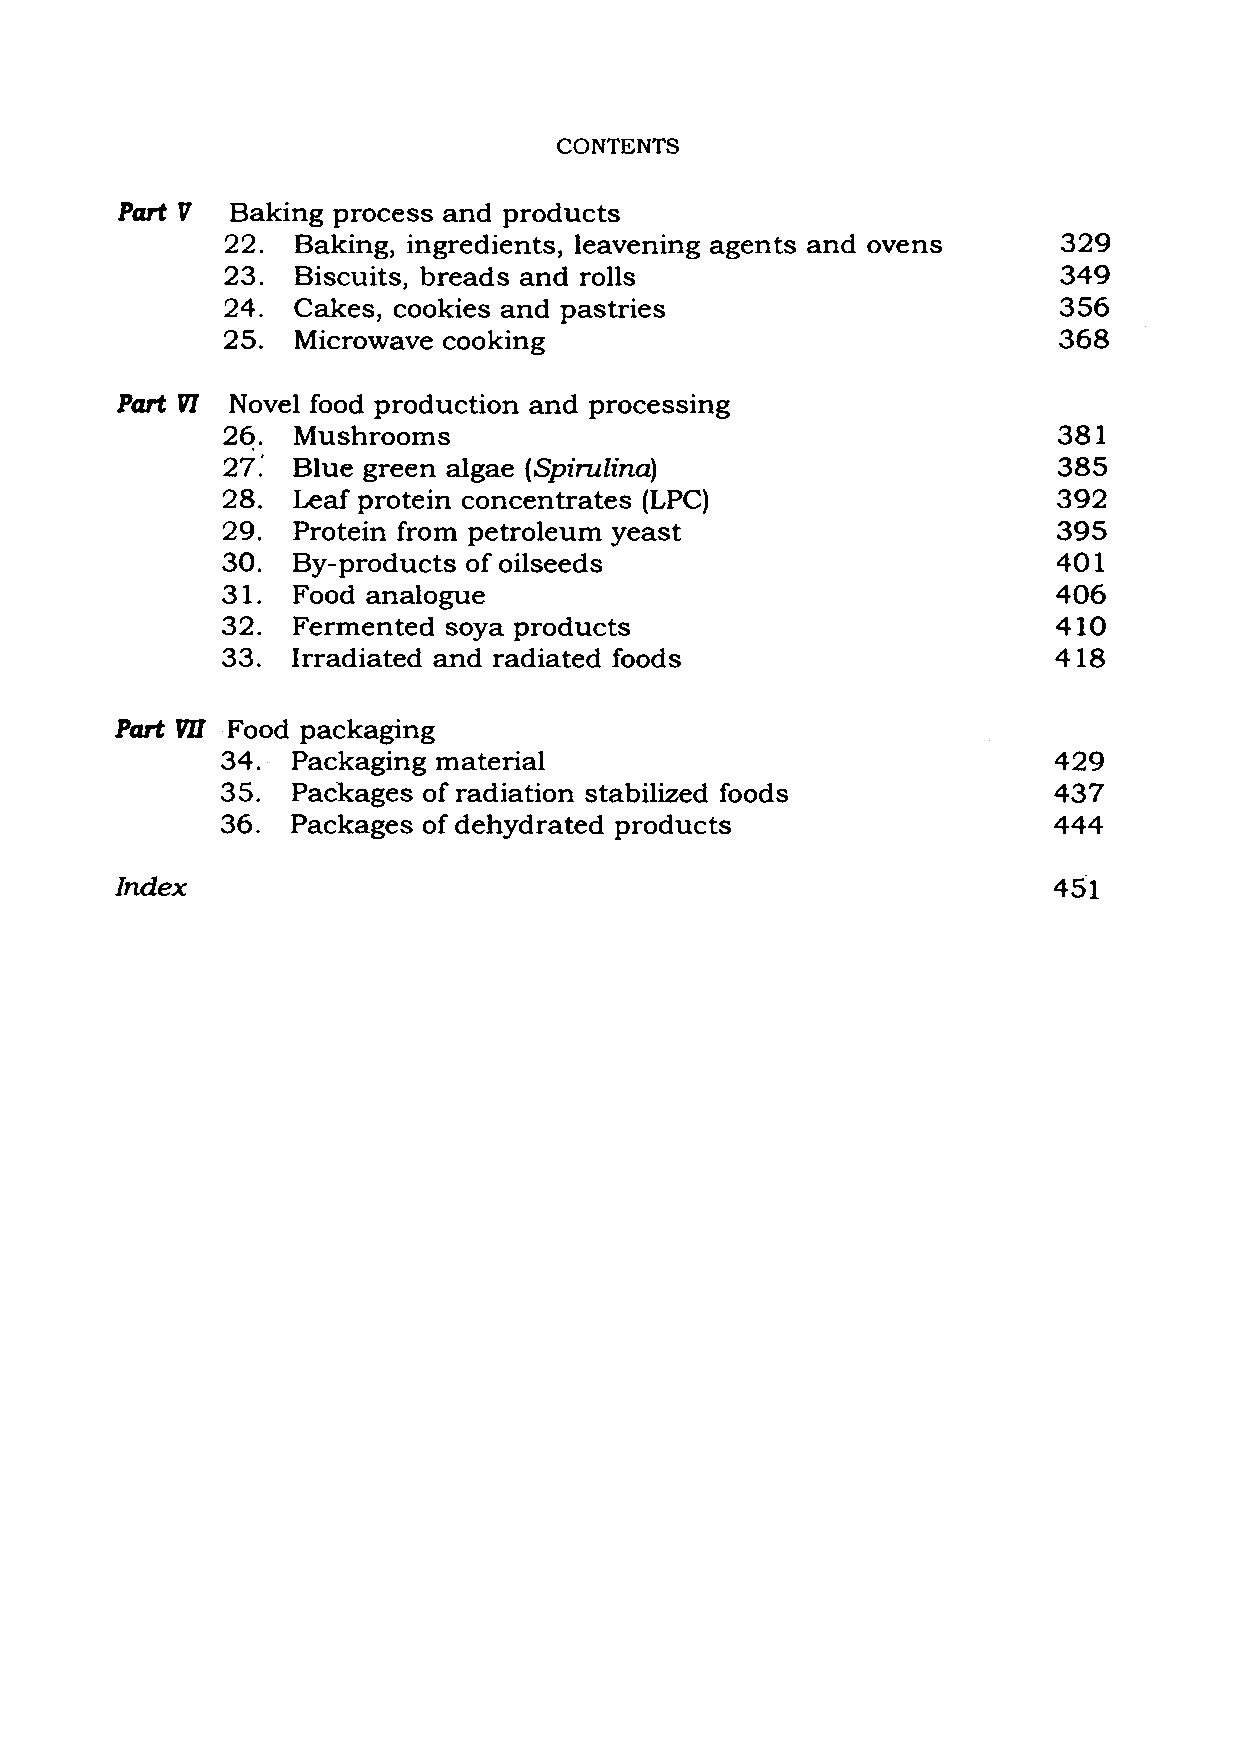 CONTENTS
Part V Baking process and products
22. Baking, ingredients, leavening agents and ovens 329
23. Biscuits, breads and rolls 349
24. Cakes, cookies and pastries 356
25. Microwave cooking 368
Part VI Novel food production and processing
26. Mushrooms 381
27. Blue green algae (Spirulina) 385
28. Leaf protein concentrates (LPC) 392
29. Protein from petroleum yeast 395
30. By-products of oilseeds 401
31. Food analogue 406
32. Fermented soya products 410
33. Irradiated and radiated foods 418
Part VII Food packaging
34. Packaging material 429
35. Packages of radiation stabilized foods 437
36. Packages of dehydrated products 444
Index 451